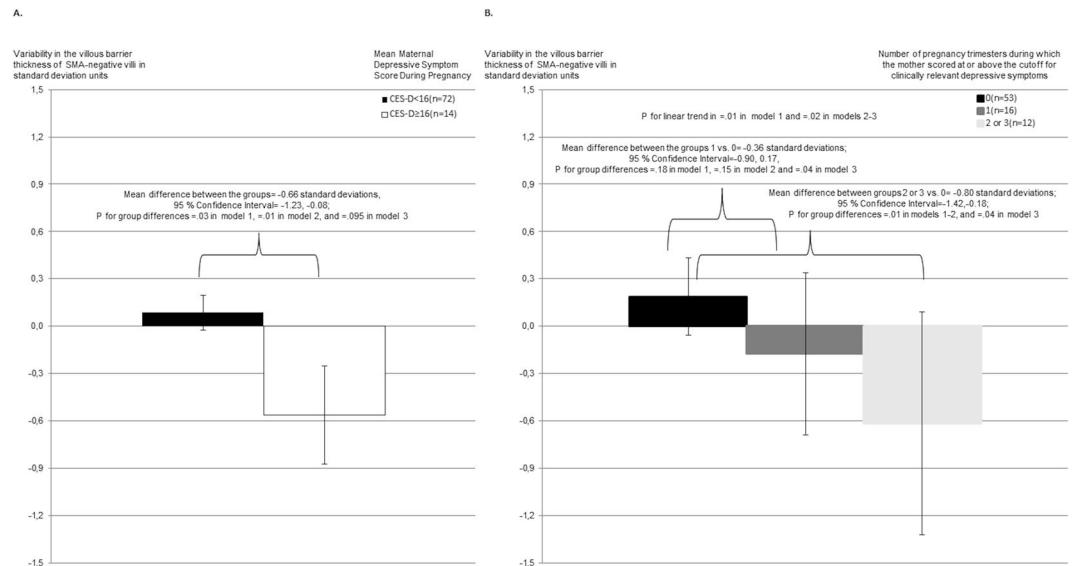 A.
Variability in the villous barrier
thickness of SMA-negative villi in
standard deviation units
Mean Maternal
Depressive Symptom
Score During Pregnancy
CES-D<16(n=72)
CES-D≥16(n=14)
Mean difference between the groups= -0.66 standard deviations,
95 % Confidence Interval= -1.23, -0.08;
P for group differences =.03 in model 1, =.01 in model 2, and =.095 in model 3
1,5
1,2
0,9
0,6
0,3
0,0
-0,3
-0,6
-0,9
-1,2
-1.5
B.
Variability in the villous barrier
thickness of SMA-negative villi in
standard deviation units
Number of pregnancy trimesters during which
the mother scored at or above the cutoff for
clinically relevant depressive symptoms
0(n=53)
1(n=16)
2 or 3(n=12)
P for linear trend in =.01 in model 1 and =.02 in models 2-3
Mean difference between the groups 1 vs. 0= -0.36 standard deviations;
95 % Confidence Interval=-0.90, 0.17,
P for group differences =.18 in model 1, =.15 in model 2 and =.04 in model 3
Mean difference between groups 2 or 3 vs. 0= -0.80 standard deviations;
95 % Confidence Interval=-1.42,-0.18;
P for group differences =.01 in models 1-2, and =.04 in model 3
1,5
1,2
0,9
0,6
0,3
0,0
-0,3
-0,6
-0,9
-1,2
-1.5